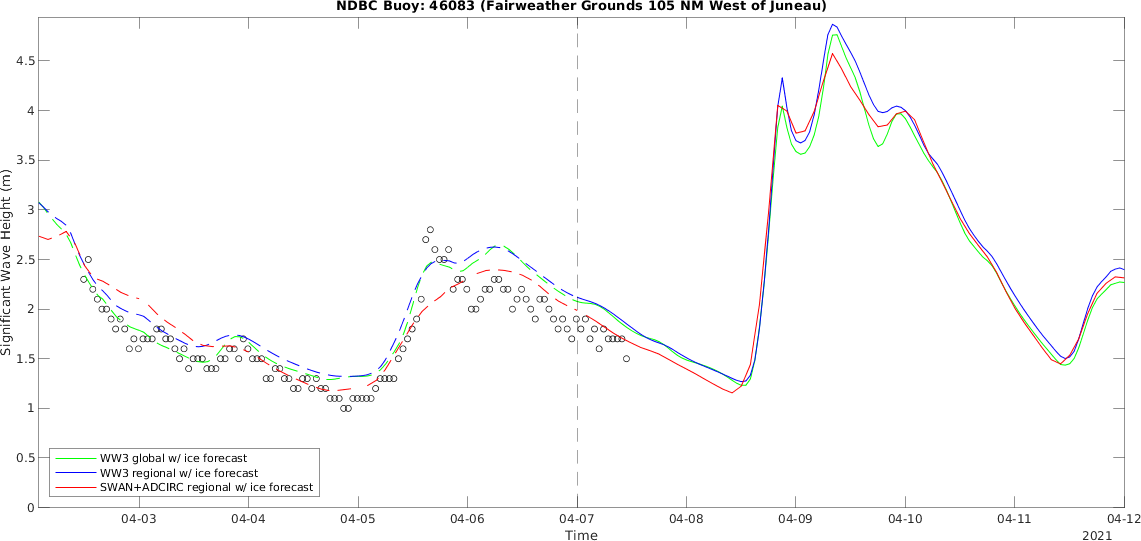 NDBC Buoy: 46083 (Fairweather Grounds 105 NM West of Juneau)
Significant Wave Height (m)
4.5
4
3.5
3
2.5
2
1.5
1
0.5
0
WW3 global w/ ice forecast
WW3 regional w/ ice forecast
SWAN+ADCIRC regional w/ ice forecast
04-03 04-04 04-05 04-06 04-07 04-08 04-09 04-10 04-11 04-12
Time
2021